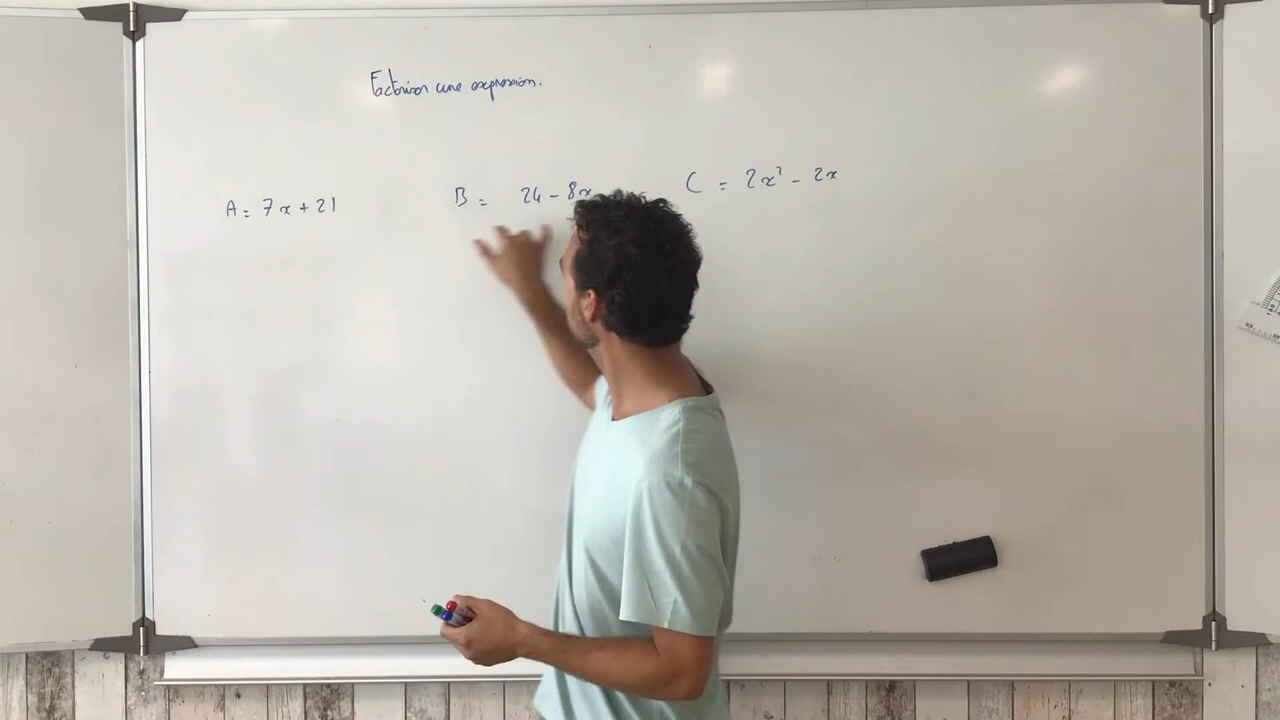 Factoriser une expression.
A = 7x + 21
B = 24 - 8x
C = 2x² - 2x